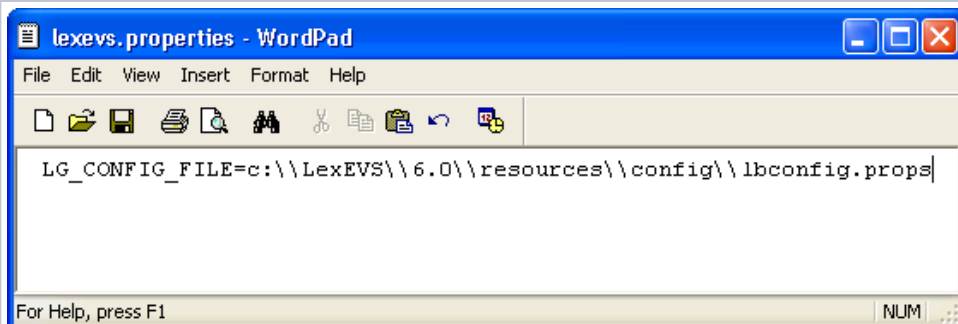 lexevs.properties - WordPad
File Edit View Insert Format Help
LG_CONFIG_FILE=c:\\LexEVS\\6.0\\resources\\config\\lbconfig.props
For Help, press F1 NUM